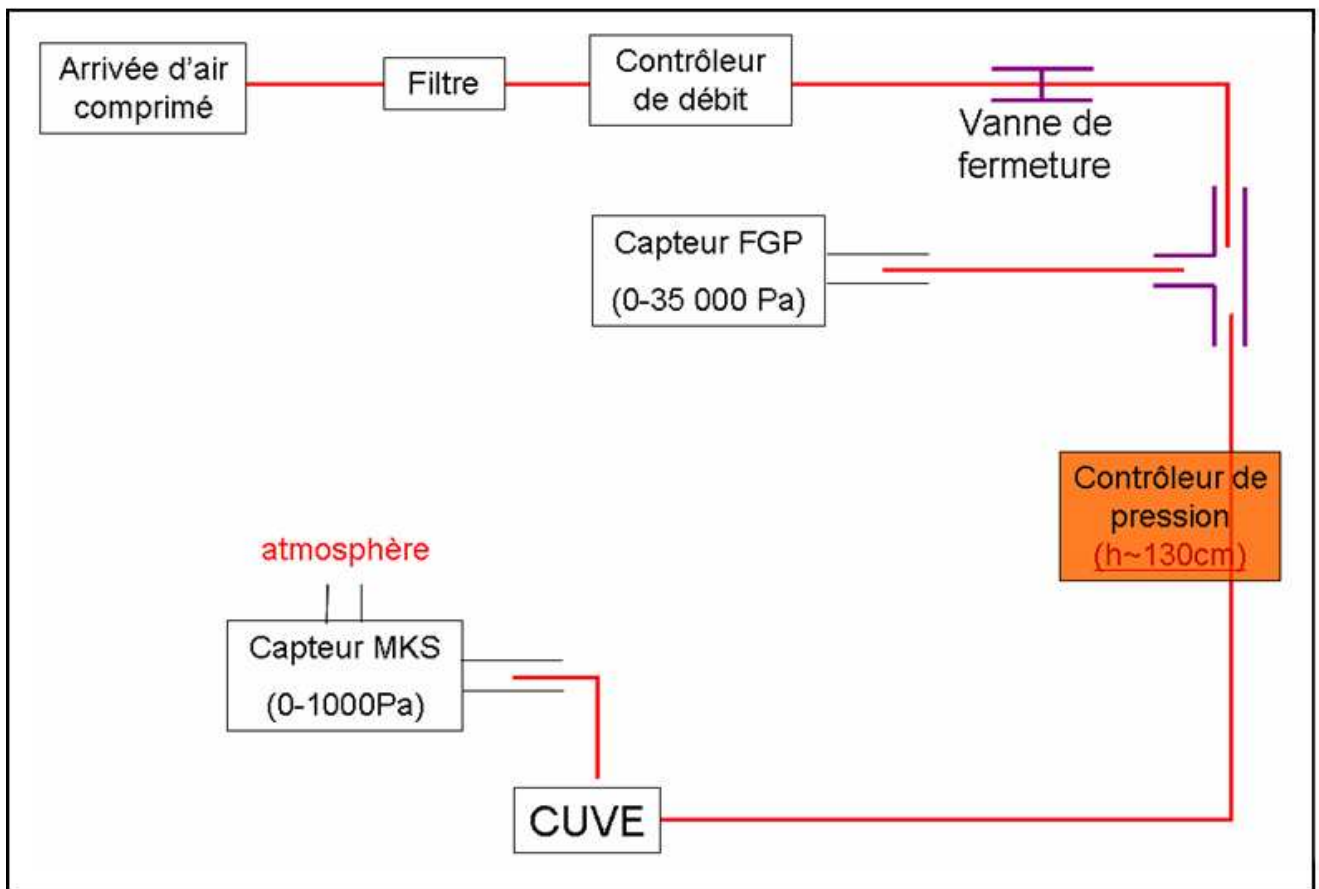 Arrivée d'air
comprimé
Filtre
Contrôleur
de débit
Vanne de
fermeture
Capteur FGP
(0-35 000 Pa)
Contrôleur de
pression
(h~130cm)
atmosphère
Capteur MKS
(0-1000Pa)
CUVE